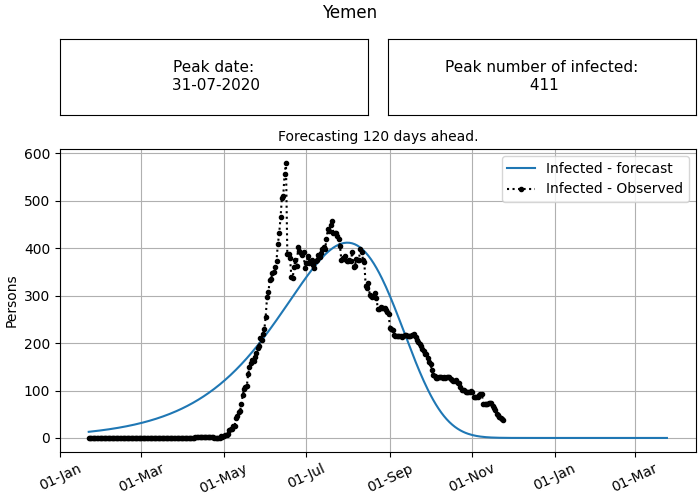 Yemen
Peak date:
31-07-2020
Peak number of infected:
411
Forecasting 120 days ahead.
Infected - forecast
Infected - Observed
600
500
400
300
200
100
0
Persons
01-Jan
01-Mar
01-May
01-Jul
01-Sep
01-Nov
01-Jan
01-Mar